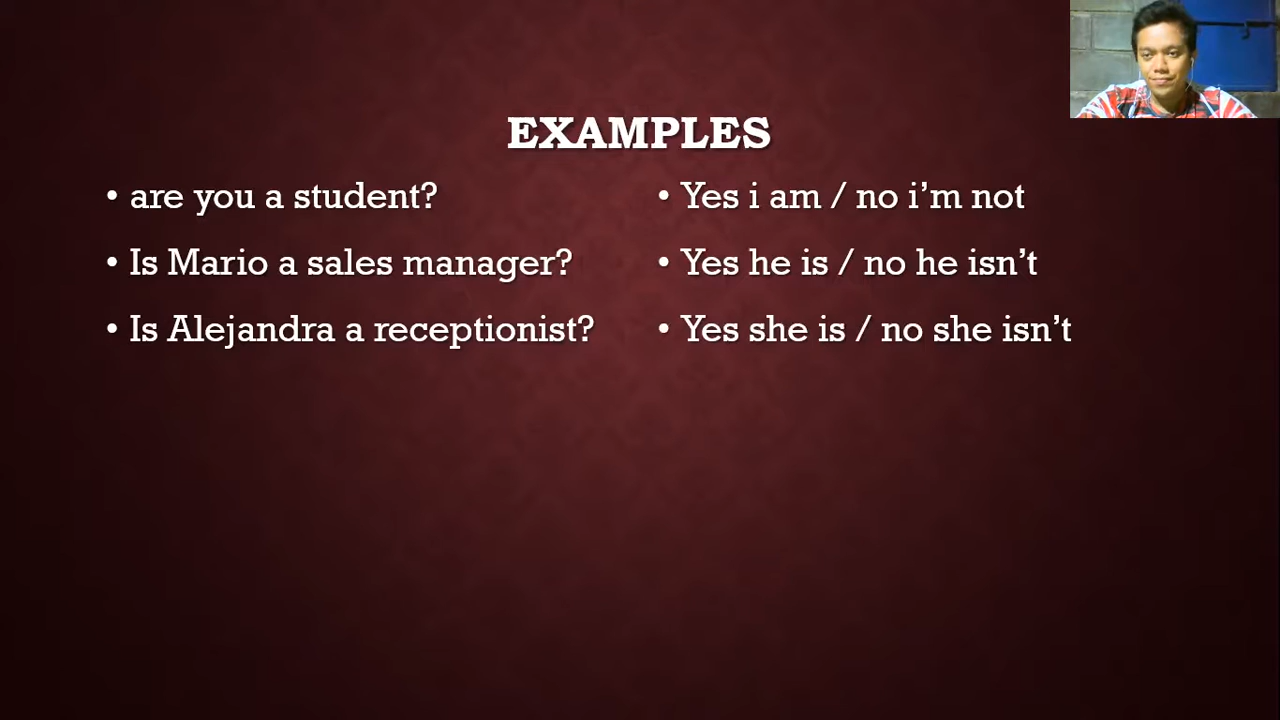 EXAMPLES
• are you a student?
• Is Mario a sales manager?
• Is Alejandra a receptionist?
• Yes i am / no i’m not
• Yes he is / no he isn’t
• Yes she is / no she isn’t